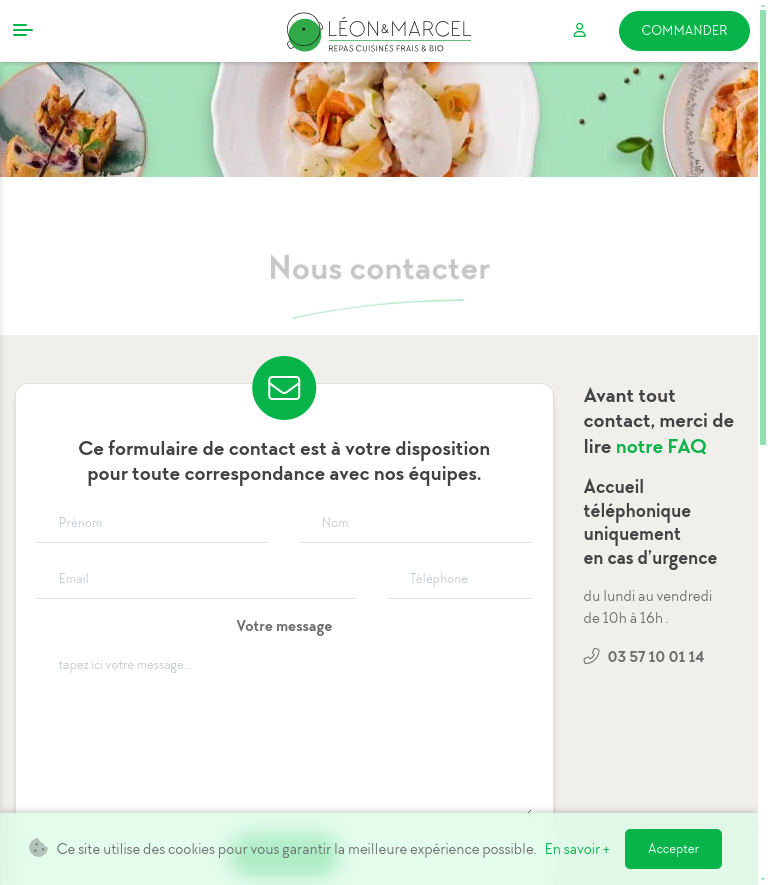 LÉON&MARCEL
REPAS CUISINÉS FRAIS & BIO
COMMANDER
Nous contacter
Ce formulaire de contact est à votre disposition
pour toute correspondance avec nos équipes.
Prénom
Nom
Email
Téléphone
Votre message
tapez ici votre message...
Avant tout
contact, merci de
lire notre FAQ
Accueil
téléphonique
uniquement
en cas d’urgence
du lundi au vendredi
de 10h à 16h .
03 57 10 01 14
Ce site utilise des cookies pour vous garantir la meilleure expérience possible. En savoir +
Accepter